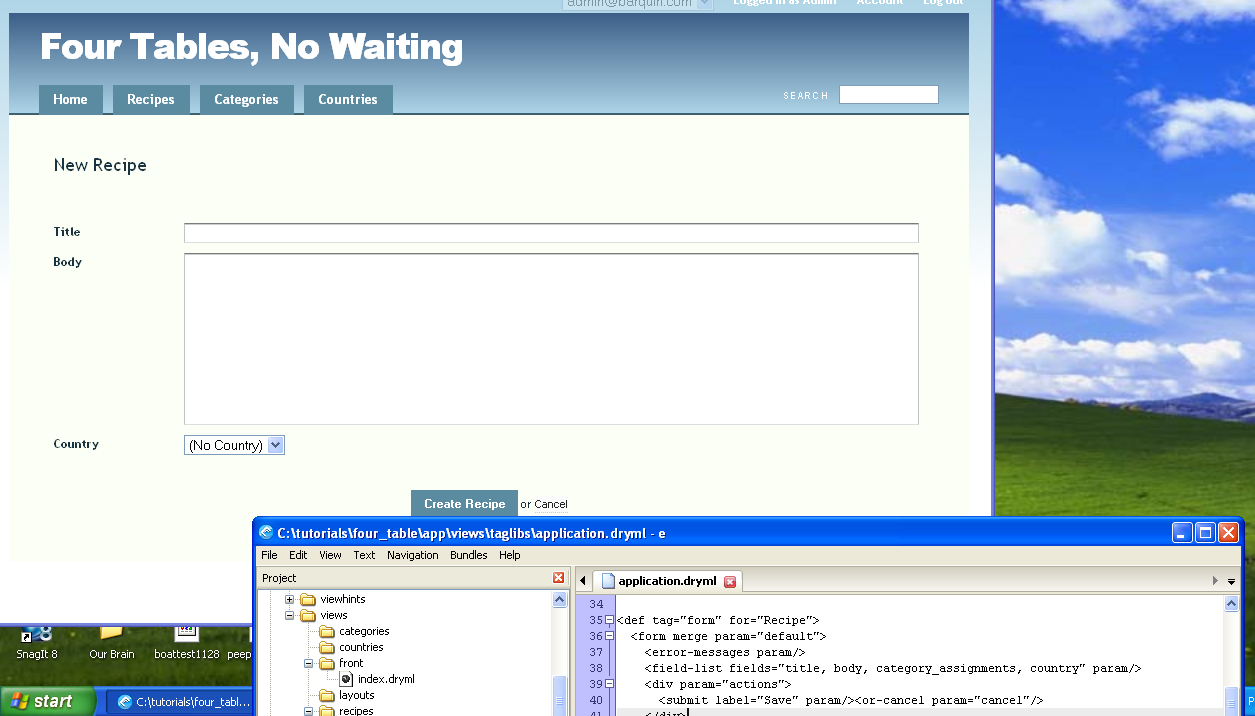 admin@barquin.com Logged in as Admin Account Log out
Four Tables, No Waiting
Home Recipes Categories Countries SEARCH
New Recipe
Title
Body
Country (No Country)
Create Recipe or Cancel
C:\tutorials\four_table\app\views\taglibs\application.dryml - e
File Edit View Text Navigation Bundles Help
Project
application.dryml
viewhints
views
categories
countries
front
index.dryml
layouts
recipes
34
35 <def tag="form" for="Recipe">
36 <form merge param="default">
37 <error-messages param/>
38 <field-list fields="title, body, category_assignments, country" param/>
39 <div param="actions">
40 <submit label="Save" param/><or-cancel param="cancel"/>
41 </div>
SnagIt 8 Our Brain boattest1128 peep
start C:\tutorials\four_tabl...